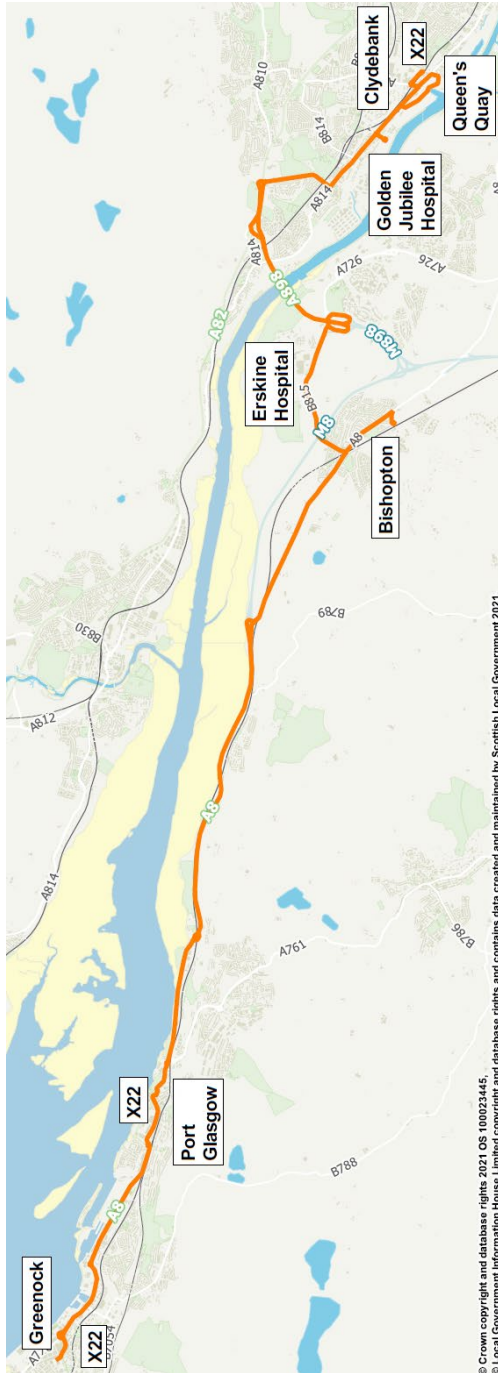 A814
A812
B830
A82
A814
A810
B814
A814
Clydebank
X22
Queen's
Quay
Golden
Jubilee
Hospital
A898
A726
A726
M898
Erskine
Hospital
B815
M8
A8
Bishopton
B789
A8
A761
B786
B788
X22
Port
Glasgow
A8
Greenock
X22
B7054
© Crown copyright and database rights 2021 OS 100023445,
© Local Government Information House Limited copyright and database rights and contains data created and maintained by Scottish Local Government 2021